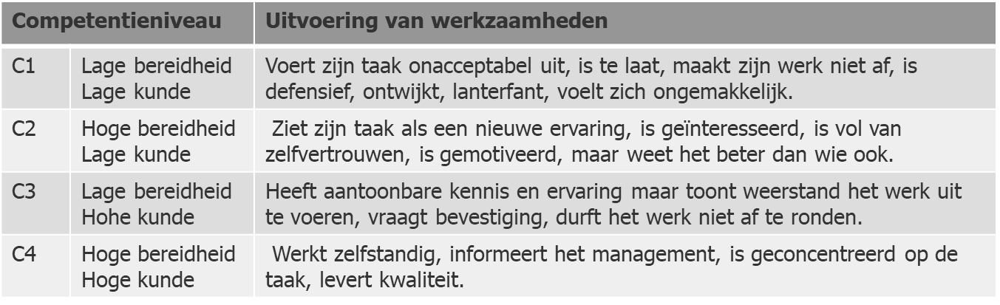 Competentieniveau Uitvoering van werkzaamheden
C1 Lage bereidheid Voert zijn taak onacceptabel uit, is te laat, maakt zijn werk niet af, is
Lage kunde defensief, ontwijkt, lanterfant, voelt zich ongemakkelijk.
C2 Hoge bereidheid Ziet zijn taak als een nieuwe ervaring, is geïnteresseerd, is vol van
Lage kunde zelfvertrouwen, is gemotiveerd, maar weet het beter dan wie ook.
C3 Lage bereidheid Heeft aantoonbare kennis en ervaring maar toont weerstand het werk uit
Hohe kunde te voeren, vraagt bevestiging, durft het werk niet af te ronden.
C4 Hoge bereidheid Werkt zelfstandig, informeert het management, is geconcentreerd op de
Hoge kunde taak, levert kwaliteit.